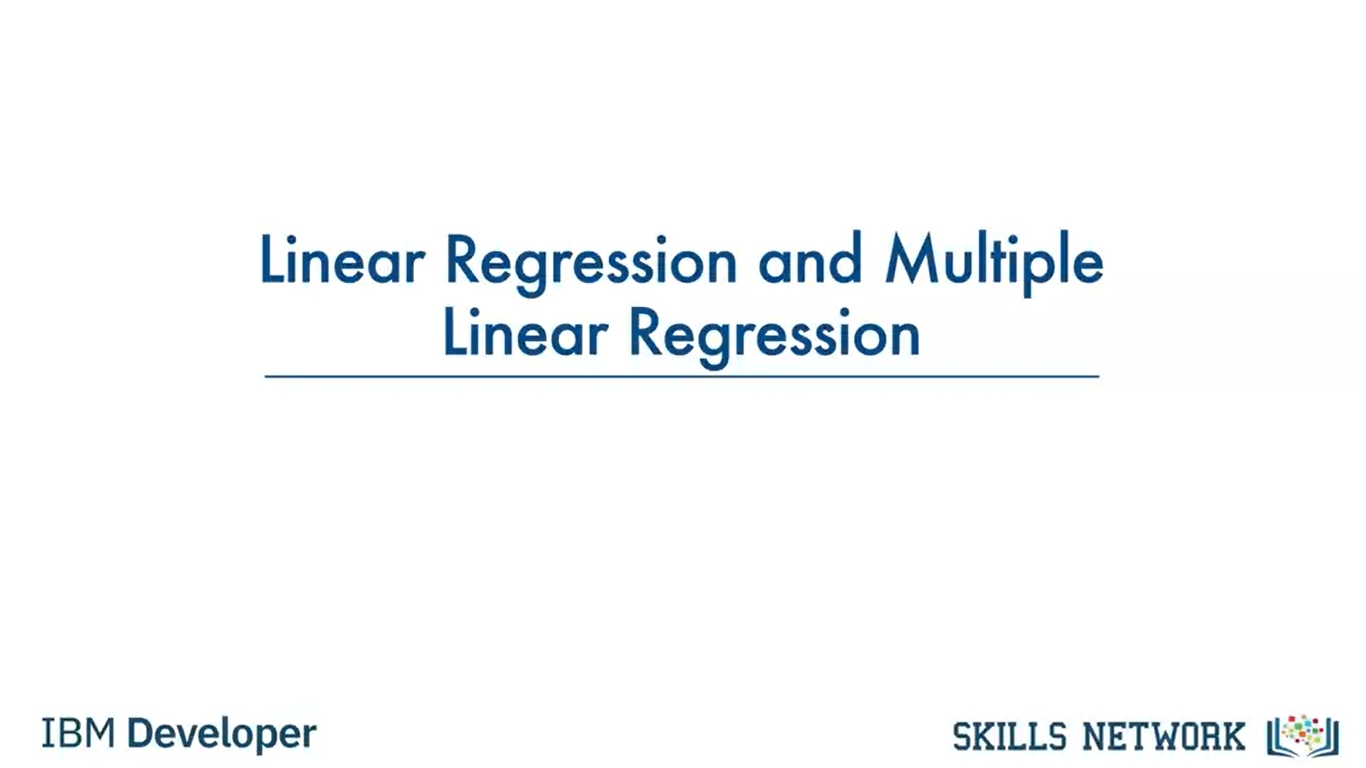 Linear Regression and Multiple
Linear Regression
IBM Developer
SKILLS NETWORK